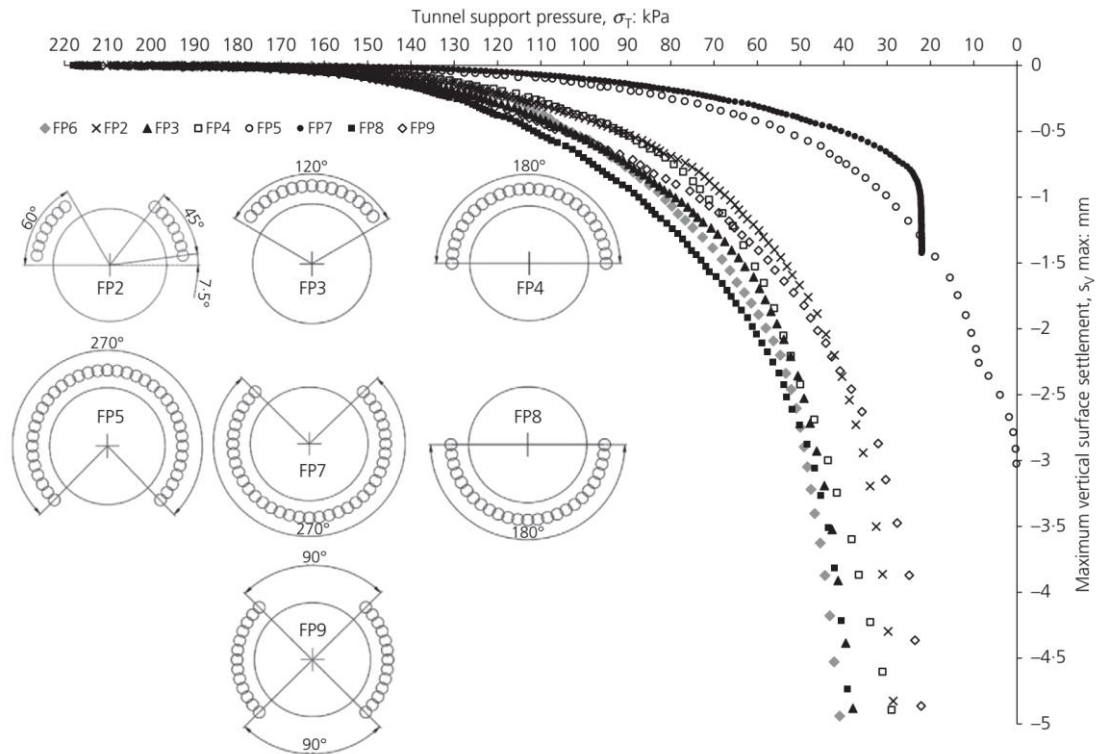 Tunnel support pressure, σT: kPa
220 210 200 190 180 170 160 150 140 130 120 110 100 90 80 70 60 50 40 30 20 10 0
0
−0·5
−1
−1·5
−2
−2·5
−3
−3·5
−4
−4·5
−5
Maximum vertical surface settlement, sV max: mm
FP6 FP2 FP3 FP4 FP5 FP7 FP8 FP9
60°
45°
7·5°
FP2
120°
FP3
180°
FP4
270°
FP5
FP7
270°
FP8
180°
90°
FP9
90°